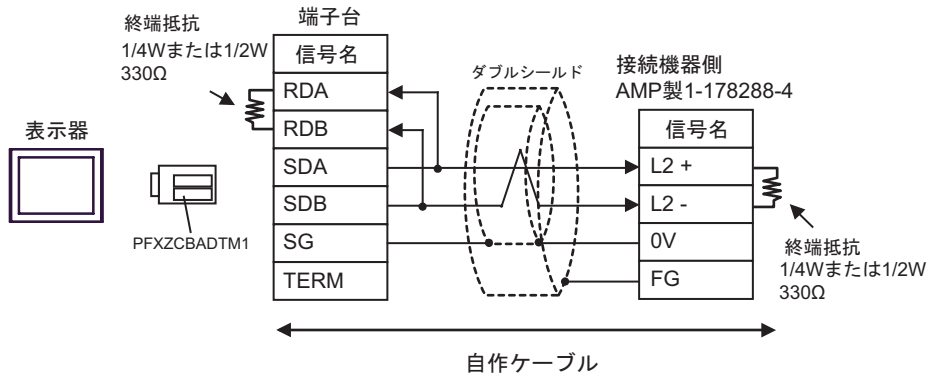 終端抵抗
1/4Wまたは1/2W
330Ω
端子台
信号名
RDA
RDB
SDA
SDB
SG
TERM
表示器
PFXZCBADTM1
ダブルシールド
接続機器側
AMP製1-178288-4
信号名
L2 +
L2 -
0V
FG
終端抵抗
1/4Wまたは1/2W
330Ω
自作ケーブル